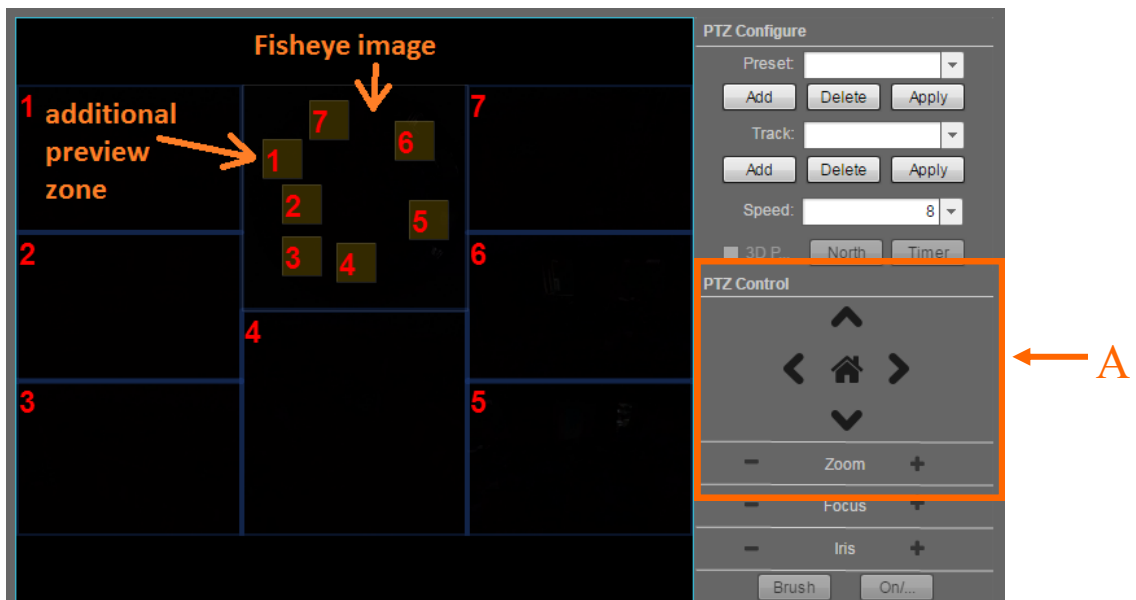 Fisheye image
1
additional
preview
zone
7
1
7
6
2
5
3
4
2
6
4
3
5
PTZ Configure
Preset:
Add Delete Apply
Track:
Add Delete Apply
Speed: 8
3D P... North Timer
PTZ Control
- Zoom +
- Focus +
- Iris +
Brush On/...
A